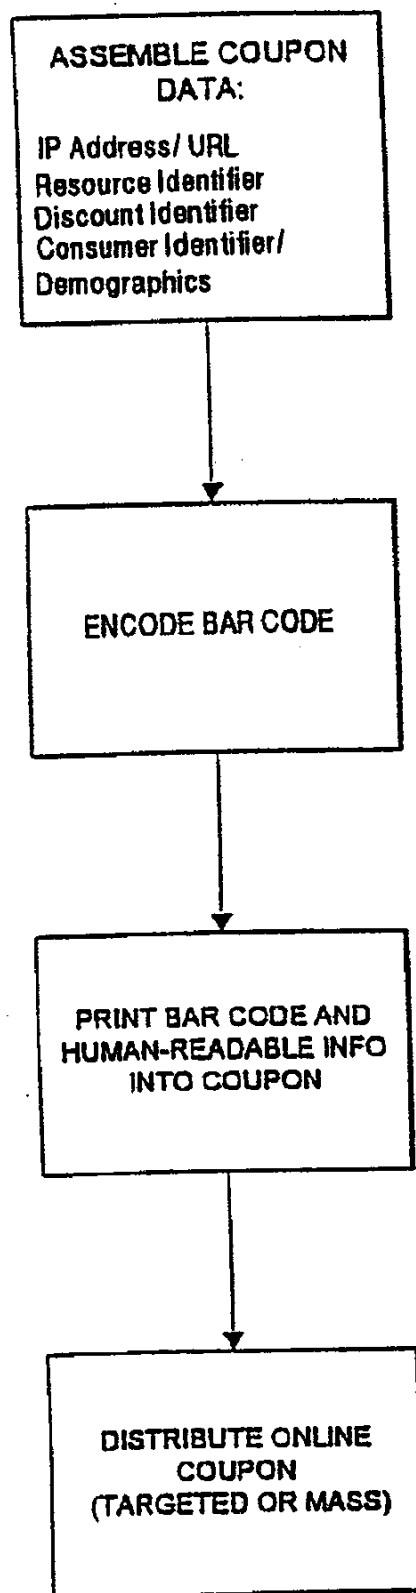 ASSEMBLE COUPON
DATA:
IP Address/ URL
Resource Identifier
Discount Identifier
Consumer Identifier/
Demographics
ENCODE BAR CODE
PRINT BAR CODE AND
HUMAN-READABLE INFO
INTO COUPON
DISTRIBUTE ONLINE
COUPON
(TARGETED OR MASS)